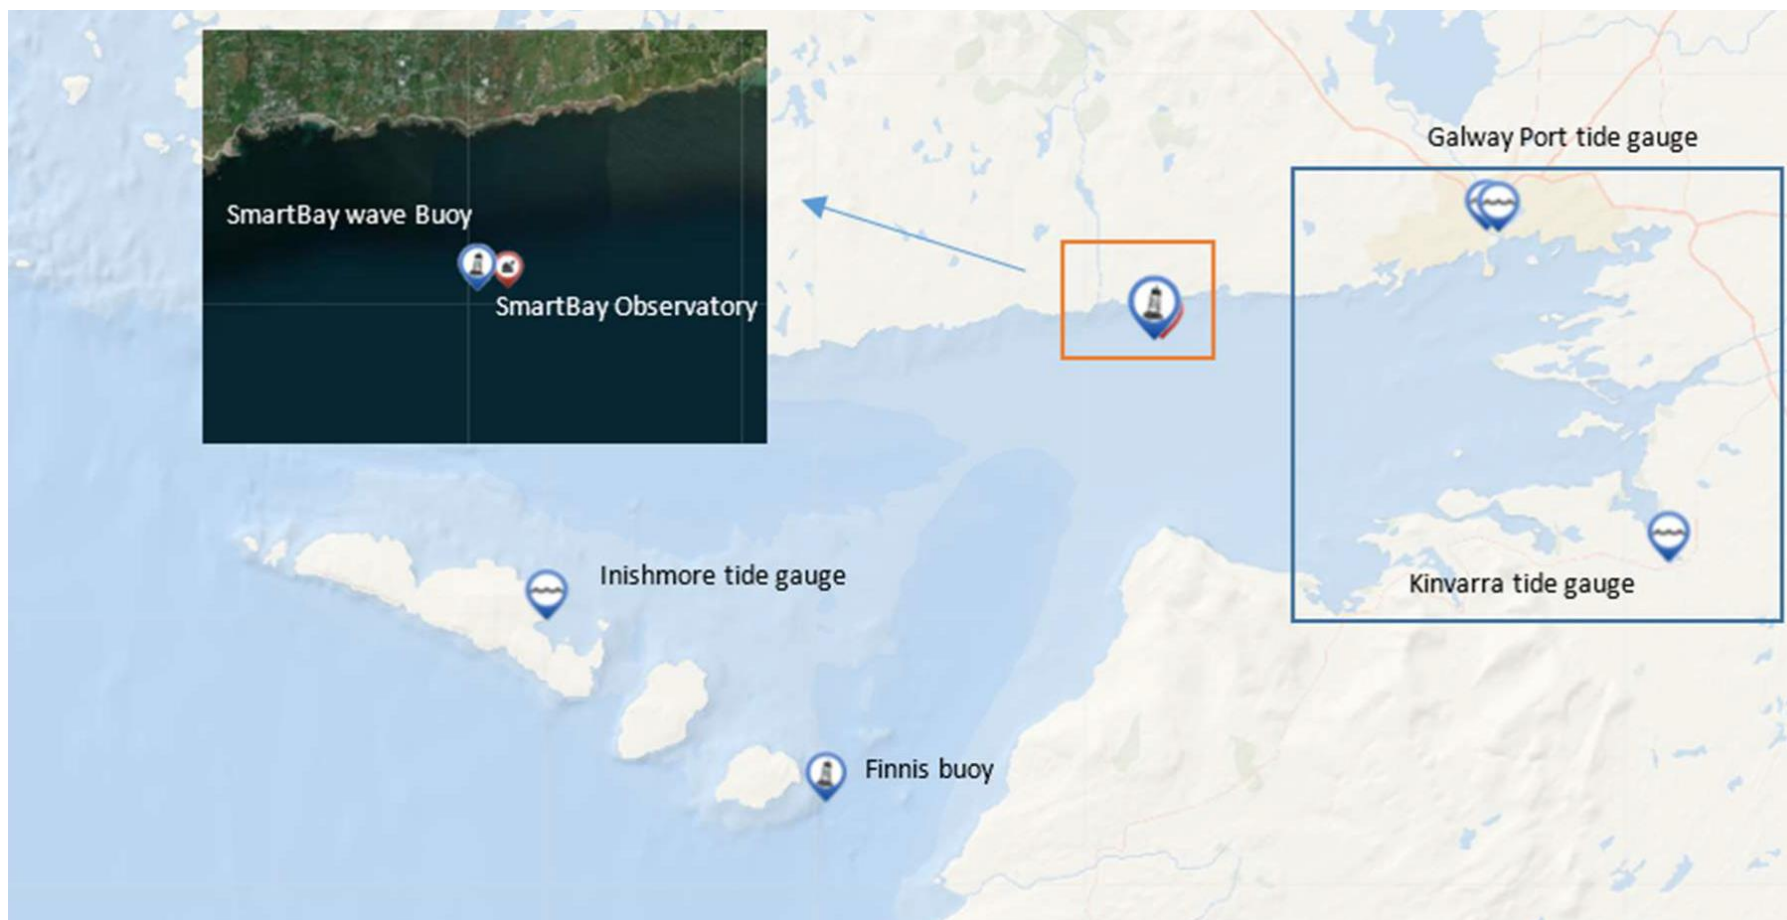 Galway Port tide gauge
SmartBay wave Buoy
SmartBay Observatory
Inishmore tide gauge
Kinvarra tide gauge
Finnis buoy